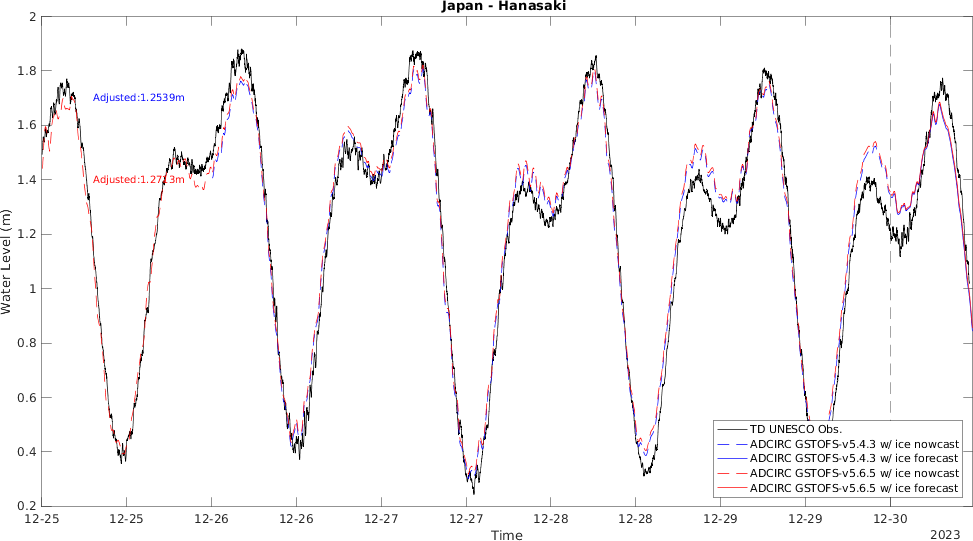 Japan - Hanasaki
2
1.8
1.6
1.4
1.2
1
0.8
0.6
0.4
0.2
Water Level (m)
Adjusted:1.2539m
Adjusted:1.2713m
TD UNESCO Obs.
ADCIRC GSTOFS-v5.4.3 w/ ice nowcast
ADCIRC GSTOFS-v5.4.3 w/ ice forecast
ADCIRC GSTOFS-v5.6.5 w/ ice nowcast
ADCIRC GSTOFS-v5.6.5 w/ ice forecast
12-25 12-25 12-26 12-26 12-27 12-27 12-28 12-28 12-29 12-29 12-30
Time
2023